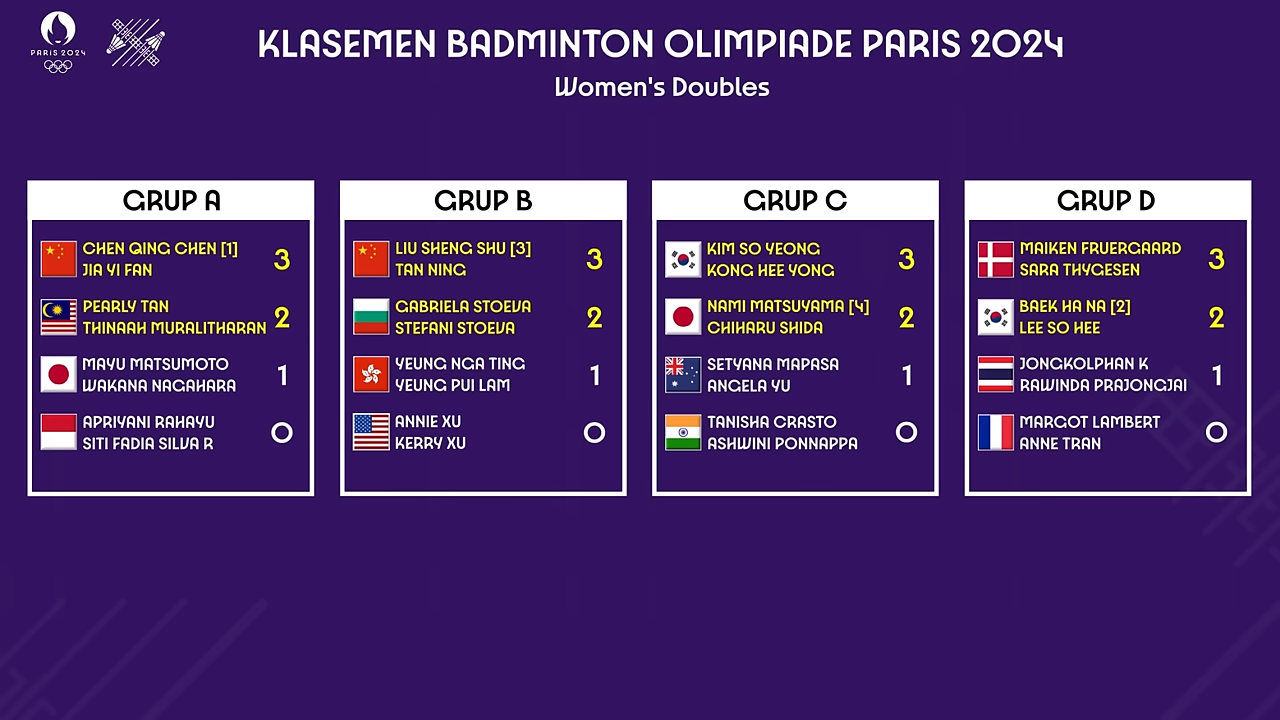 PARIS 2024
KLASEMEN BADMINTON OLIMPIADE PARIS 2024
Women's Doubles
GRUP A
CHEN QING CHEN [1]
JIA YI FAN
3
PEARLY TAN
THINAAH MURALITHARAN
2
MAYU MATSUMOTO
WAKANA NAGAHARA
1
APRIYANI RAHAYU
SITI FADIA SILVA R
0
GRUP B
LIU SHENG SHU [3]
TAN NING
3
GABRIELA STOEVA
STEFANI STOEVA
2
YEUNG NGA TING
YEUNG PUI LAM
1
ANNIE XU
KERRY XU
0
GRUP C
KIM SO YEONG
KONG HEE YONG
3
NAMI MATSUYAMA [4]
CHIHARU SHIDA
2
SETYANA MAPASA
ANGELA YU
1
TANISHA CRASTO
ASHWINI PONNAPPA
0
GRUP D
MAIKEN FRUERGAARD
SARA THYGESEN
3
BAEK HA NA [2]
LEE SO HEE
2
JONGKOLPHAN K
RAWINDA PRAJONGJAI
1
MARGOT LAMBERT
ANNE TRAN
0